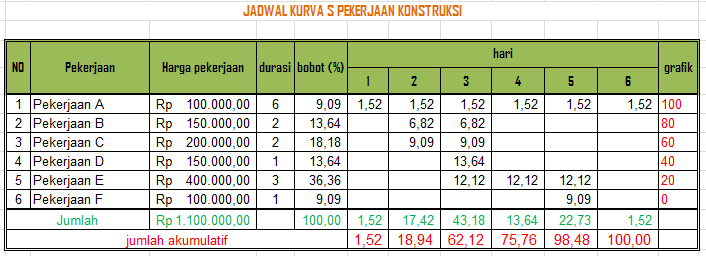 JADWAL KURVA S PEKERJAAN KONSTRUKSI
NO Pekerjaan Harga pekerjaan durasi bobot (%) hari grafik
1 2 3 4 5 6
1 Pekerjaan A Rp 100.000,00 6 9,09 1,52 1,52 1,52 1,52 1,52 1,52 100
2 Pekerjaan B Rp 150.000,00 2 13,64 6,82 6,82 80
3 Pekerjaan C Rp 200.000,00 2 18,18 9,09 9,09 60
4 Pekerjaan D Rp 150.000,00 1 13,64 13,64 40
5 Pekerjaan E Rp 400.000,00 3 36,36 12,12 12,12 12,12 20
6 Pekerjaan F Rp 100.000,00 1 9,09 9,09 0
Jumlah Rp 1.100.000,00 100,00 1,52 17,42 43,18 13,64 22,73 1,52
jumlah akumulatif 1,52 18,94 62,12 75,76 98,48 100,00